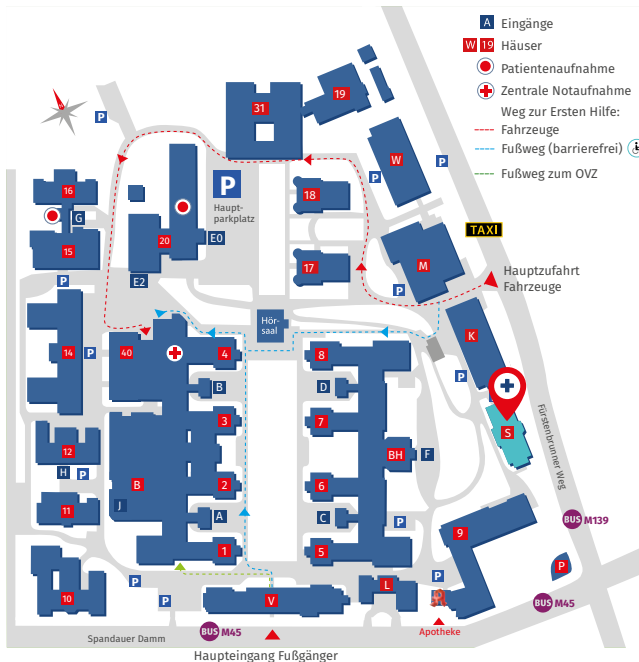 A Eingänge
W 19 Häuser
Patientenaufnahme
Zentrale Notaufnahme
Weg zur Ersten Hilfe:
Fahrzeuge
Fußweg (barrierefrei)
Fußweg zum OVZ
31
19
P
W
P
P
16
G
15
P
18
P
Haupt-
parkplatz
20
E0
E2
17
M
P
TAXI
Hauptzufahrt
Fahrzeuge
K
Hör-
saal
14
P
40
4
8
B
D
P
S
Fürstenbrunner Weg
3
7
12
H
P
B
J
BH
F
2
6
11
A
C
P
9
BUS M139
1
5
10
P
P
V
L
P
P
Apotheke
BUS M45
Spandauer Damm
BUS M45
Haupteingang Fußgänger